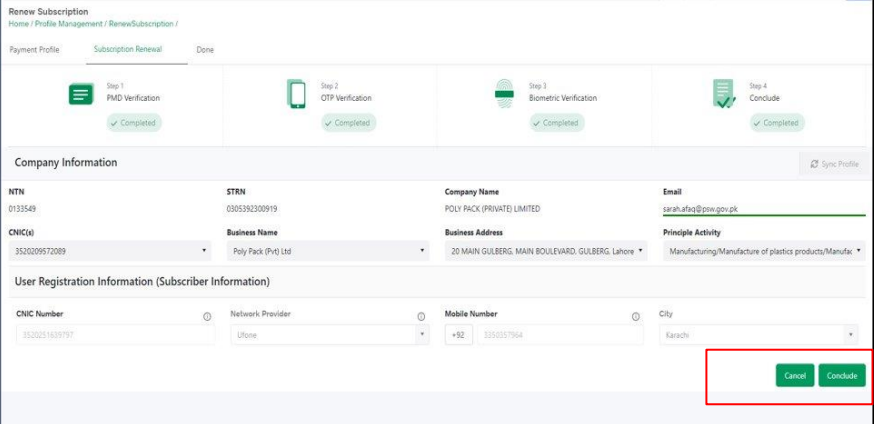 Renew Subscription
Home / Profile Management / RenewSubscription /
Payment Profile Subscription Renewal Done
Step 1 Step 2 Step 3 Step 4
PMD Verification OTP Verification Biometric Verification Conclude
Completed Completed Completed Completed
Company Information Sync Profile
NTN STRN Company Name Email
0133549 0305392300919 POLY PACK (PRIVATE) LIMITED sarah.afaq@psw.gov.pk
CNIC(s) Business Name Business Address Principle Activity
3520209572089 Poly Pack (Pvt) Ltd 20 MAIN GULBERG, MAIN BOULEVARD, GULBERG, Lahore Manufacturing/Manufacture of plastics products/Manufac
User Registration Information (Subscriber Information)
CNIC Number Network Provider Mobile Number City
3520251639797 Ufone +92 3350357964 Karachi
Cancel Conclude